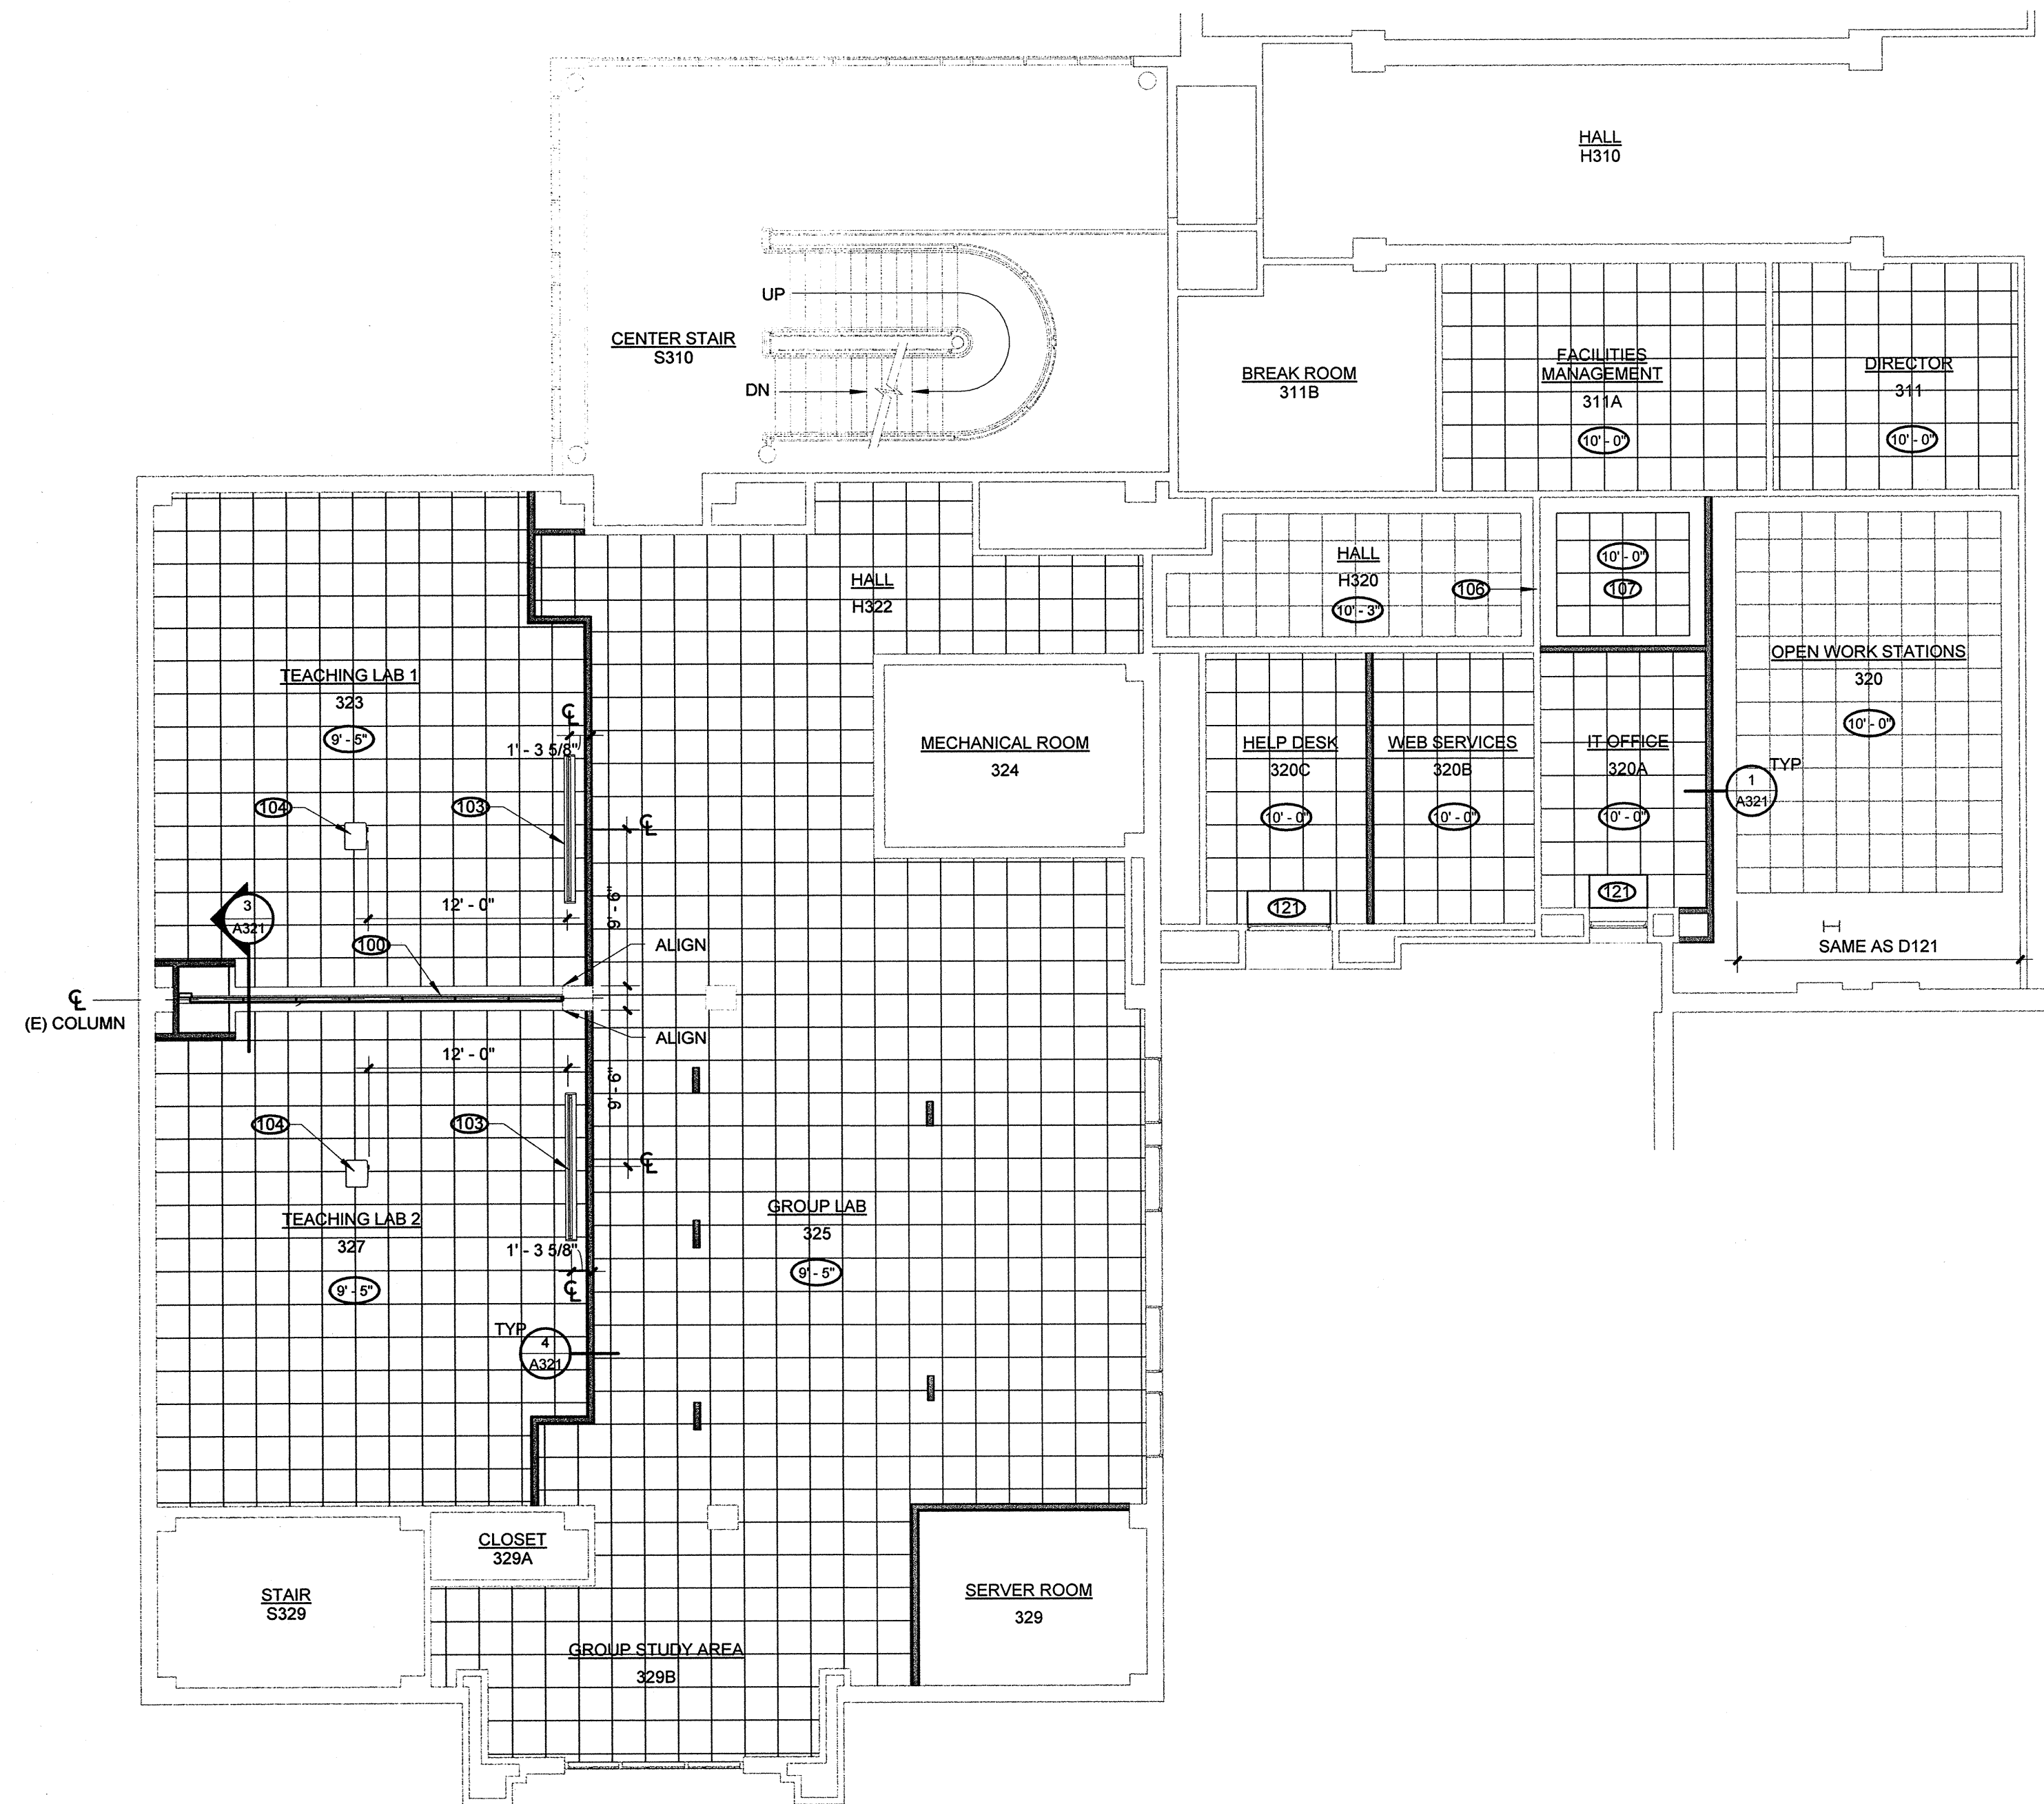 HALL
H310
UP
CENTER STAIR
S310
DN
BREAK ROOM
311B
FACILITIES
MANAGEMENT
311A
10' - 0"
DIRECTOR
311
10' - 0"
HALL
H322
HALL
H320
10' - 3"
106
10' - 0"
107
OPEN WORK STATIONS
320
10' - 0"
TEACHING LAB 1
323
9' - 5"
℄
1' - 3 5/8"
104
103
℄
9' - 6"
12' - 0"
3
A321
100
ALIGN
MECHANICAL ROOM
324
HELP DESK
320C
10' - 0"
121
WEB SERVICES
320B
10' - 0"
IT OFFICE
320A
10' - 0"
121
TYP
1
A321
SAME AS D121
℄
(E) COLUMN
ALIGN
12' - 0"
9' - 6"
104
103
℄
TEACHING LAB 2
327
9' - 5"
1' - 3 5/8"
℄
TYP
4
A321
GROUP LAB
325
9' - 5"
CLOSET
329A
STAIR
S329
SERVER ROOM
329
GROUP STUDY AREA
329B